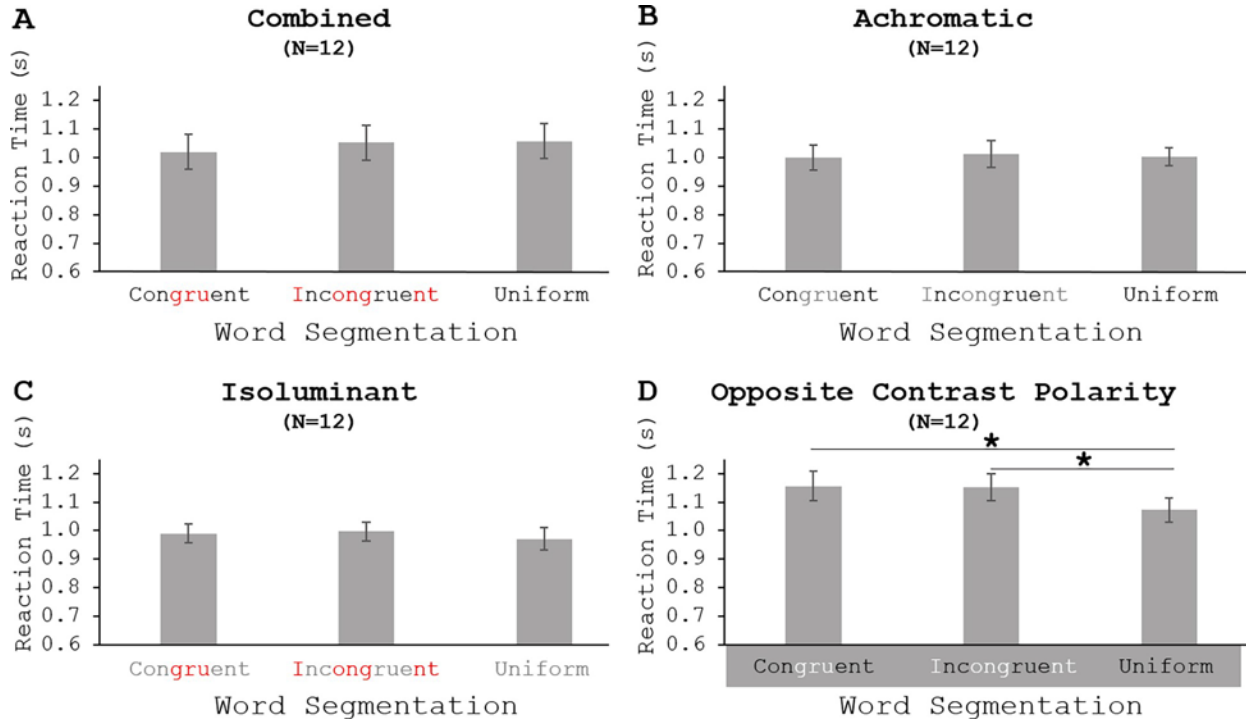 A Combined
(N=12)
Reaction Time (s)
1.2
1.1
1.0
0.9
0.8
0.7
0.6
Congruent Incongruent Uniform
Word Segmentation
B Achromatic
(N=12)
Reaction Time (s)
1.2
1.1
1.0
0.9
0.8
0.7
0.6
Congruent Incongruent Uniform
Word Segmentation
C Isoluminant
(N=12)
Reaction Time (s)
1.2
1.1
1.0
0.9
0.8
0.7
0.6
Congruent Incongruent Uniform
Word Segmentation
D Opposite Contrast Polarity
(N=12)
*
*
Reaction Time (s)
1.2
1.1
1.0
0.9
0.8
0.7
0.6
Congruent Incongruent Uniform
Word Segmentation